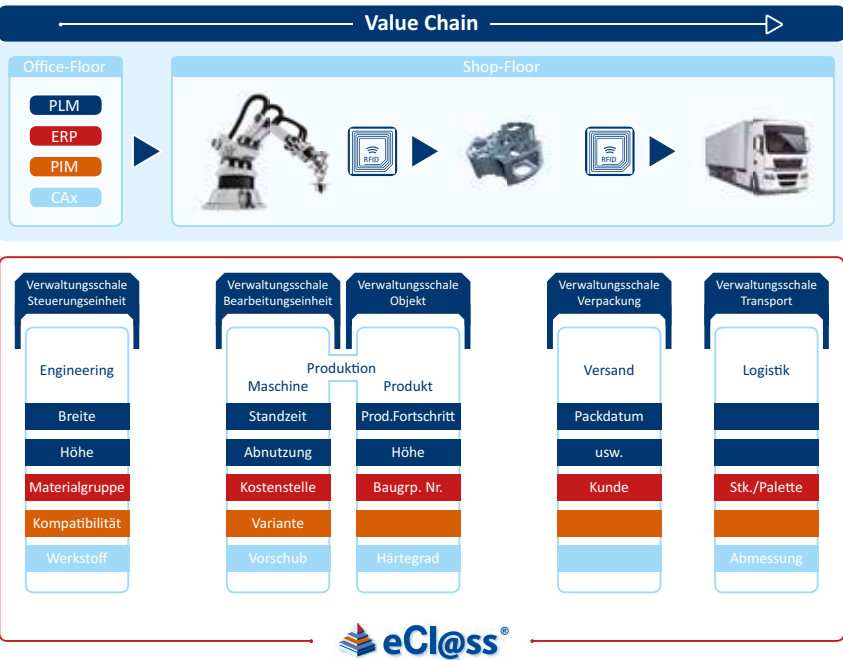 Value Chain
Office-Floor
PLM
ERP
PIM
CAx
Shop-Floor
RFID
RFID
Verwaltungsschale
Steuerungseinheit
Verwaltungsschale
Bearbeitungseinheit
Verwaltungsschale
Objekt
Verwaltungsschale
Verpackung
Verwaltungsschale
Transport
Engineering
Produktion
Maschine
Produkt
Versand
Logistik
Breite
Standzeit
Prod.Fortschritt
Packdatum
Höhe
Abnutzung
Höhe
usw.
Materialgruppe
Kostenstelle
Baugrp. Nr.
Kunde
Stk./Palette
Kompatibilität
Variante
Werkstoff
Vorschub
Härtegrad
Abmessung
eCl@ss®